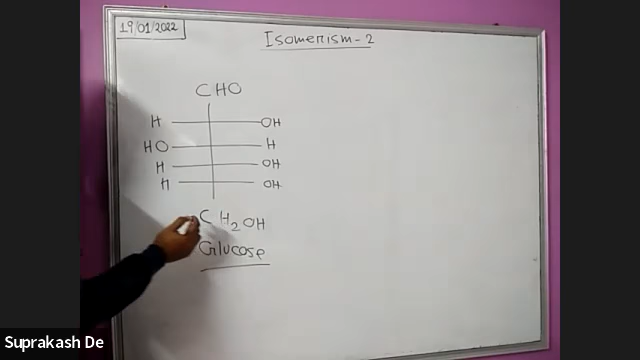 19/01/2022
Isomerism-2
CHO
H OH
HO H
H OH
H OH
CH2OH
Glucose
Suprakash De